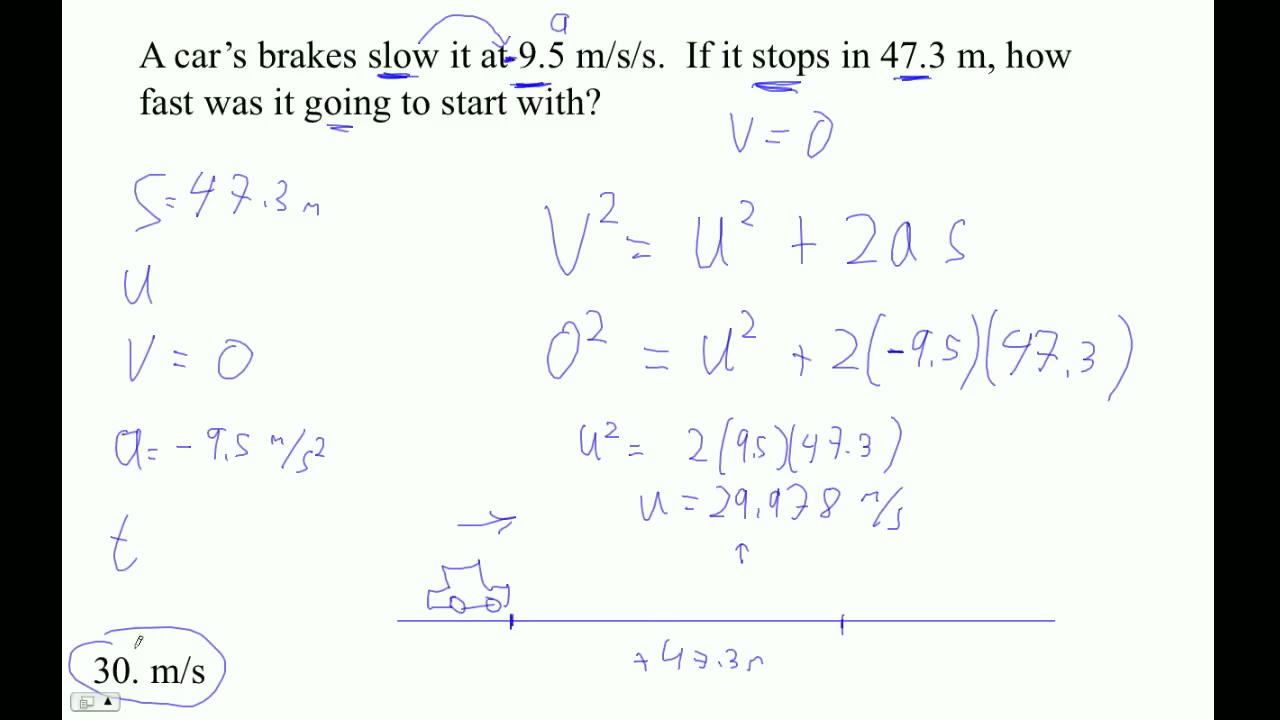 a
A car's brakes slow it at -9.5 m/s/s. If it stops in 47.3 m, how
fast was it going to start with?
V = 0
S = 47.3 m
u
V = 0
a = - 9.5 m/s²
t
V² = u² + 2as
0² = u² + 2(-9.5)(47.3)
u² = 2(9.5)(47.3)
u = 29.978 m/s
+47.3m
30. m/s